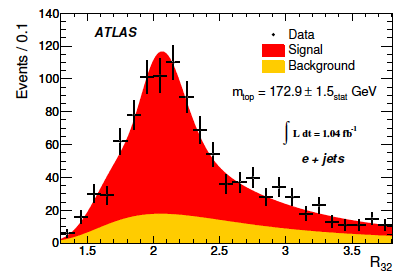 Events / 0.1
140
120
100
80
60
40
20
0
ATLAS
Data
Signal
Background
m_top = 172.9 ± 1.5_stat GeV
∫ L dt = 1.04 fb⁻¹
e + jets
1.5 2 2.5 3 3.5
R_32